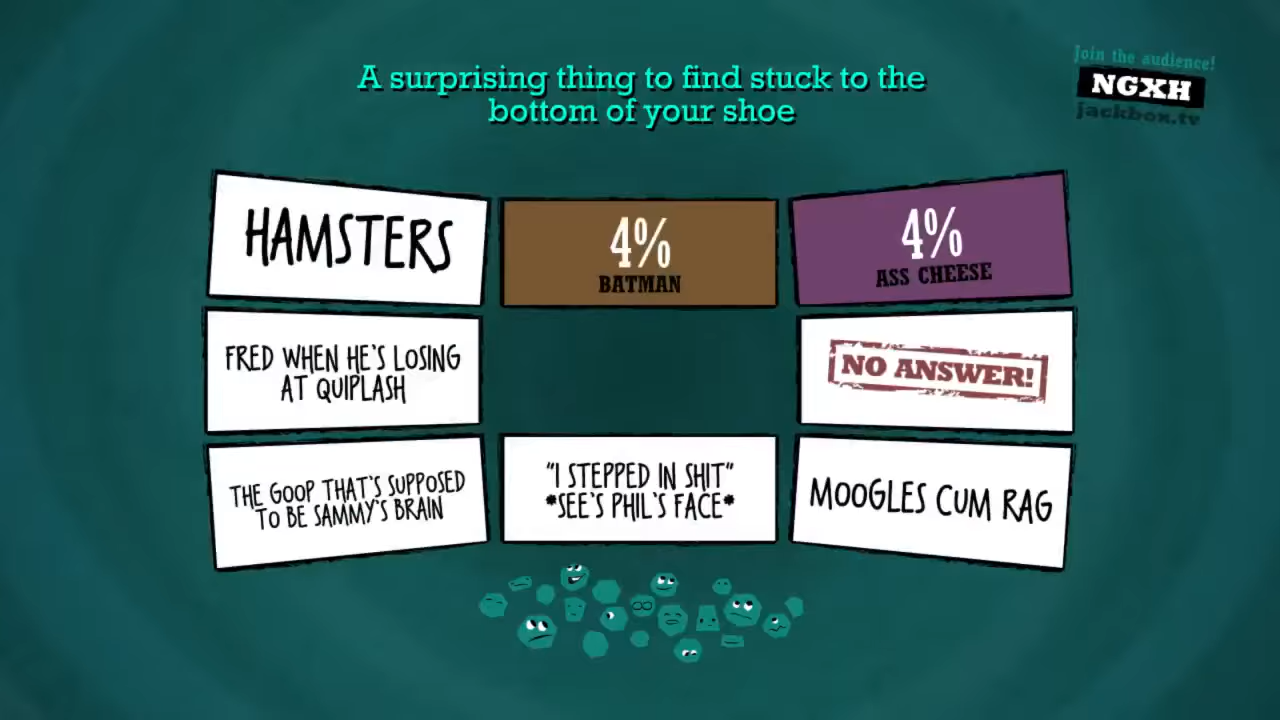 Join the audience!
NGXH
jackbox.tv
A surprising thing to find stuck to the
bottom of your shoe
HAMSTERS
4%
BATMAN
4%
ASS CHEESE
FRED WHEN HE'S LOSING
AT QUIPLASH
NO ANSWER!
THE GOOP THAT'S SUPPOSED
TO BE SAMMY'S BRAIN
"I STEPPED IN SHIT"
*SEE'S PHIL'S FACE*
MOOGLES CUM RAG